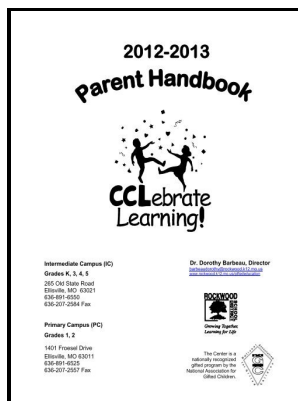 2012-2013
Parent Handbook
CCLebrate
Learning!
Intermediate Campus (IC)
Grades K, 3, 4, 5
265 Old State Road
Ellisville, MO 63021
636-891-6550
636-207-2584 Fax
Primary Campus (PC)
Grades 1, 2
1401 Froesel Drive
Ellisville, MO 63011
636-891-6525
636-207-2557 Fax
Dr. Dorothy Barbeau, Director
ROCKWOOD
Growing Together,
Learning For Life
The Center is a
nationally recognized
gifted program by the
National Association for
Gifted Children.